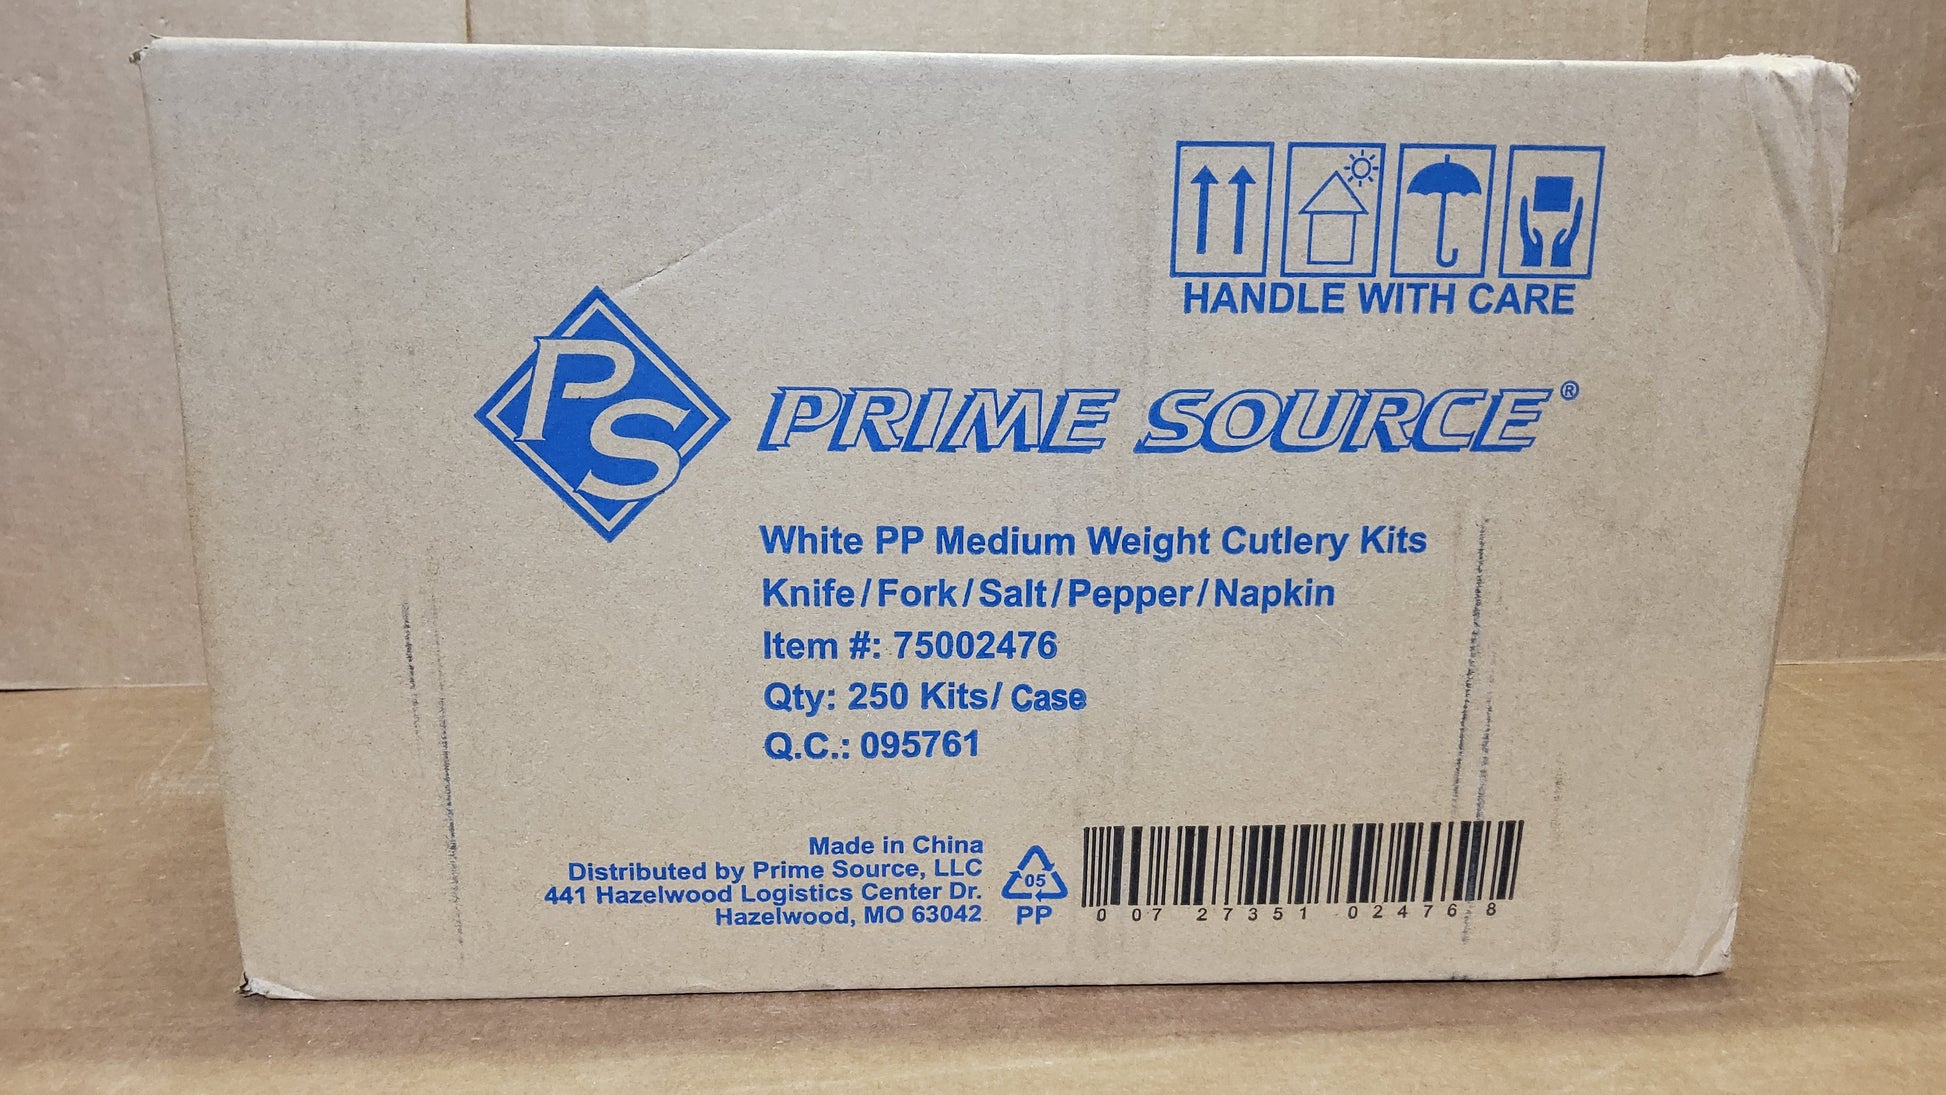 HANDLE WITH CARE
PS
PRIME SOURCE®
White PP Medium Weight Cutlery Kits
Knife/Fork/Salt/Pepper/Napkin
Item #: 75002476
Qty: 250 Kits/Case
Q.C.: 095761
Made in China
Distributed by Prime Source, LLC
441 Hazelwood Logistics Center Dr.
Hazelwood, MO 63042
05
PP
0 07 27351 02476 8